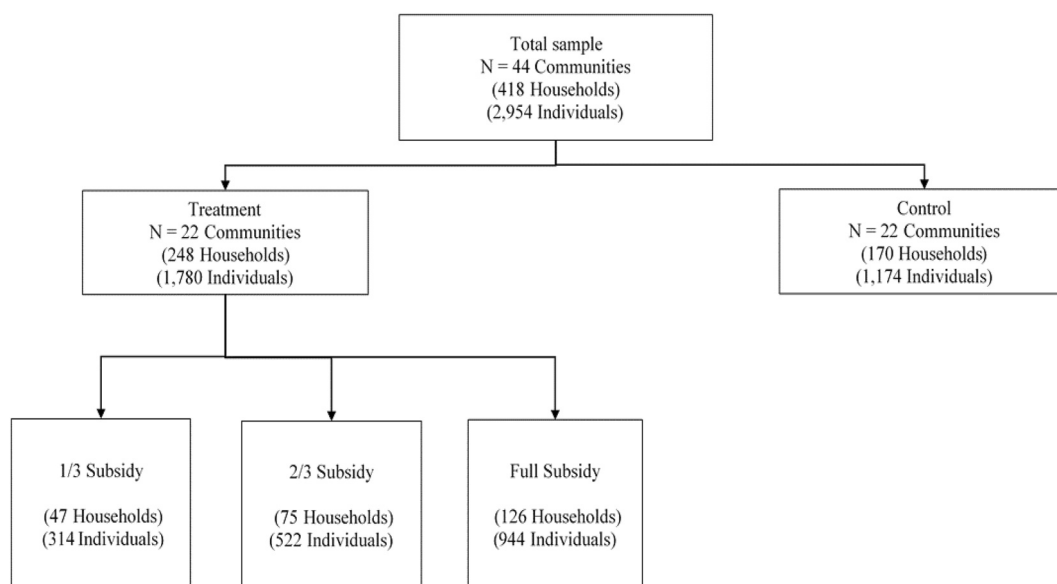 Total sample
N = 44 Communities
(418 Households)
(2,954 Individuals)
Treatment
N = 22 Communities
(248 Households)
(1,780 Individuals)
Control
N = 22 Communities
(170 Households)
(1,174 Individuals)
1/3 Subsidy
(47 Households)
(314 Individuals)
2/3 Subsidy
(75 Households)
(522 Individuals)
Full Subsidy
(126 Households)
(944 Individuals)